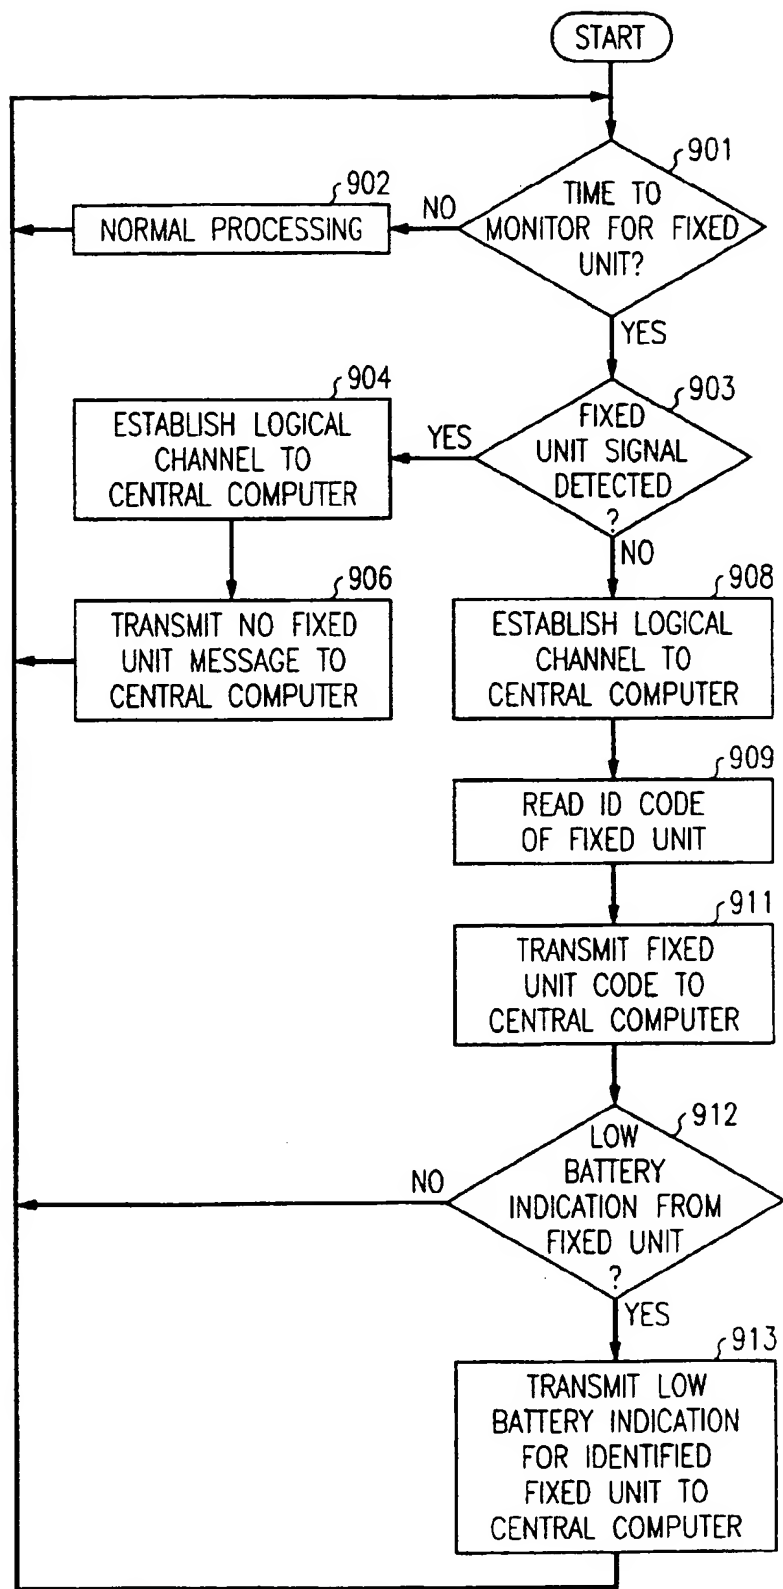 START
901
TIME TO
MONITOR FOR FIXED
UNIT?
NO
902
NORMAL PROCESSING
YES
903
FIXED
UNIT SIGNAL
DETECTED
?
YES
904
ESTABLISH LOGICAL
CHANNEL TO
CENTRAL COMPUTER
906
TRANSMIT NO FIXED
UNIT MESSAGE TO
CENTRAL COMPUTER
NO
908
ESTABLISH LOGICAL
CHANNEL TO
CENTRAL COMPUTER
909
READ ID CODE
OF FIXED UNIT
911
TRANSMIT FIXED
UNIT CODE TO
CENTRAL COMPUTER
912
LOW
BATTERY
INDICATION FROM
FIXED UNIT
?
NO
YES
913
TRANSMIT LOW
BATTERY INDICATION
FOR IDENTIFIED
FIXED UNIT TO
CENTRAL COMPUTER